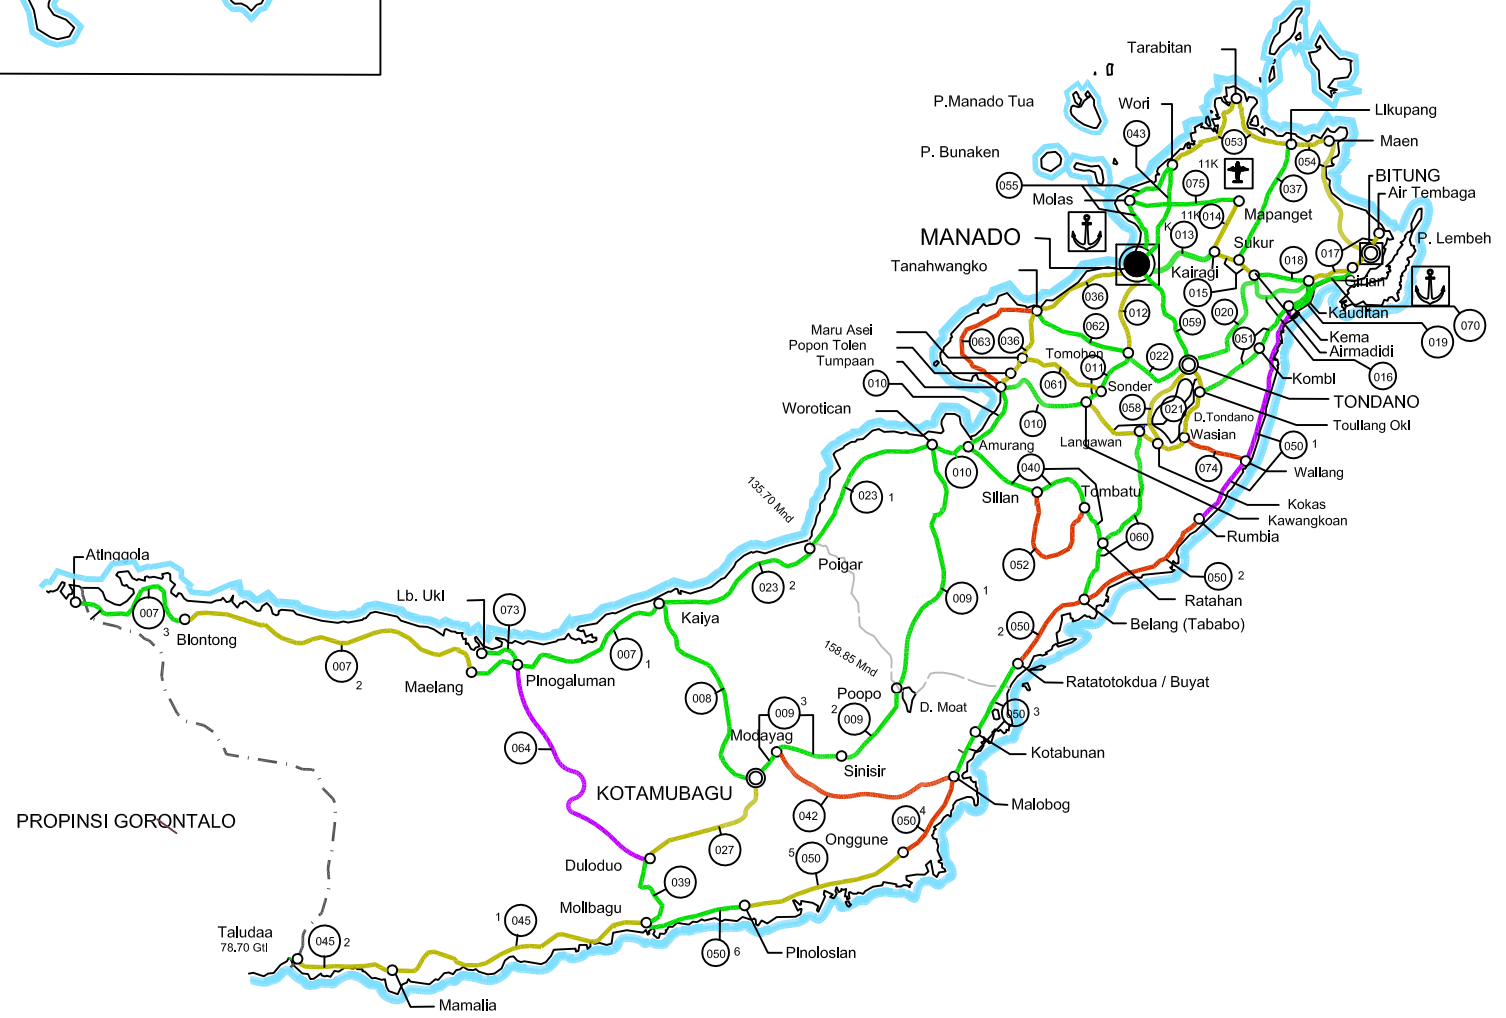 Tarabitan
P.Manado Tua
Wori
LIkupang
043
053
Maen
P. Bunaken
11K
054
BITUNG
055
075
037
Air Tembaga
Molas
11K
014
Mapanget
MANADO
K
013
Sukur
017
P. Lembeh
Tanahwangko
Kairagi
018
Girian
036
015
012
020
Kauditan
070
062
059
Kema
019
Maru Asei
063
036
051
Airmadidi
Popon Tolen
Tomohon
022
016
Tumpaan
011
010
061
Sonder
KombI
TONDANO
Worotican
058
021
D.Tondano
010
Toullang OkI
Langawan
Wasian
050
1
Amurang
010
040
074
Wallang
135.70 Mnd
023
1
SIllan
Tombatu
Kokas
Kawangkoan
060
Rumbia
AtInggola
Poigar
052
050
2
023
2
Lb. UkI
073
009
1
Ratahan
007
3
Kaiya
Belang (Tababo)
BIontong
2
050
007
2
007
1
158.85 Mnd
Maelang
PInogaluman
Ratatotokdua / Buyat
008
Poopo
D. Moat
009
3
2
009
050
3
064
Modayag
Kotabunan
Sinisir
KOTAMUBAGU
Malobog
PROPINSI GORONTALO
042
050
4
027
Onggune
5
050
Duloduo
039
Mollbagu
1
045
Taludaa
78.70 Gtl
045
2
050
6
PInolosIan
Mamalia